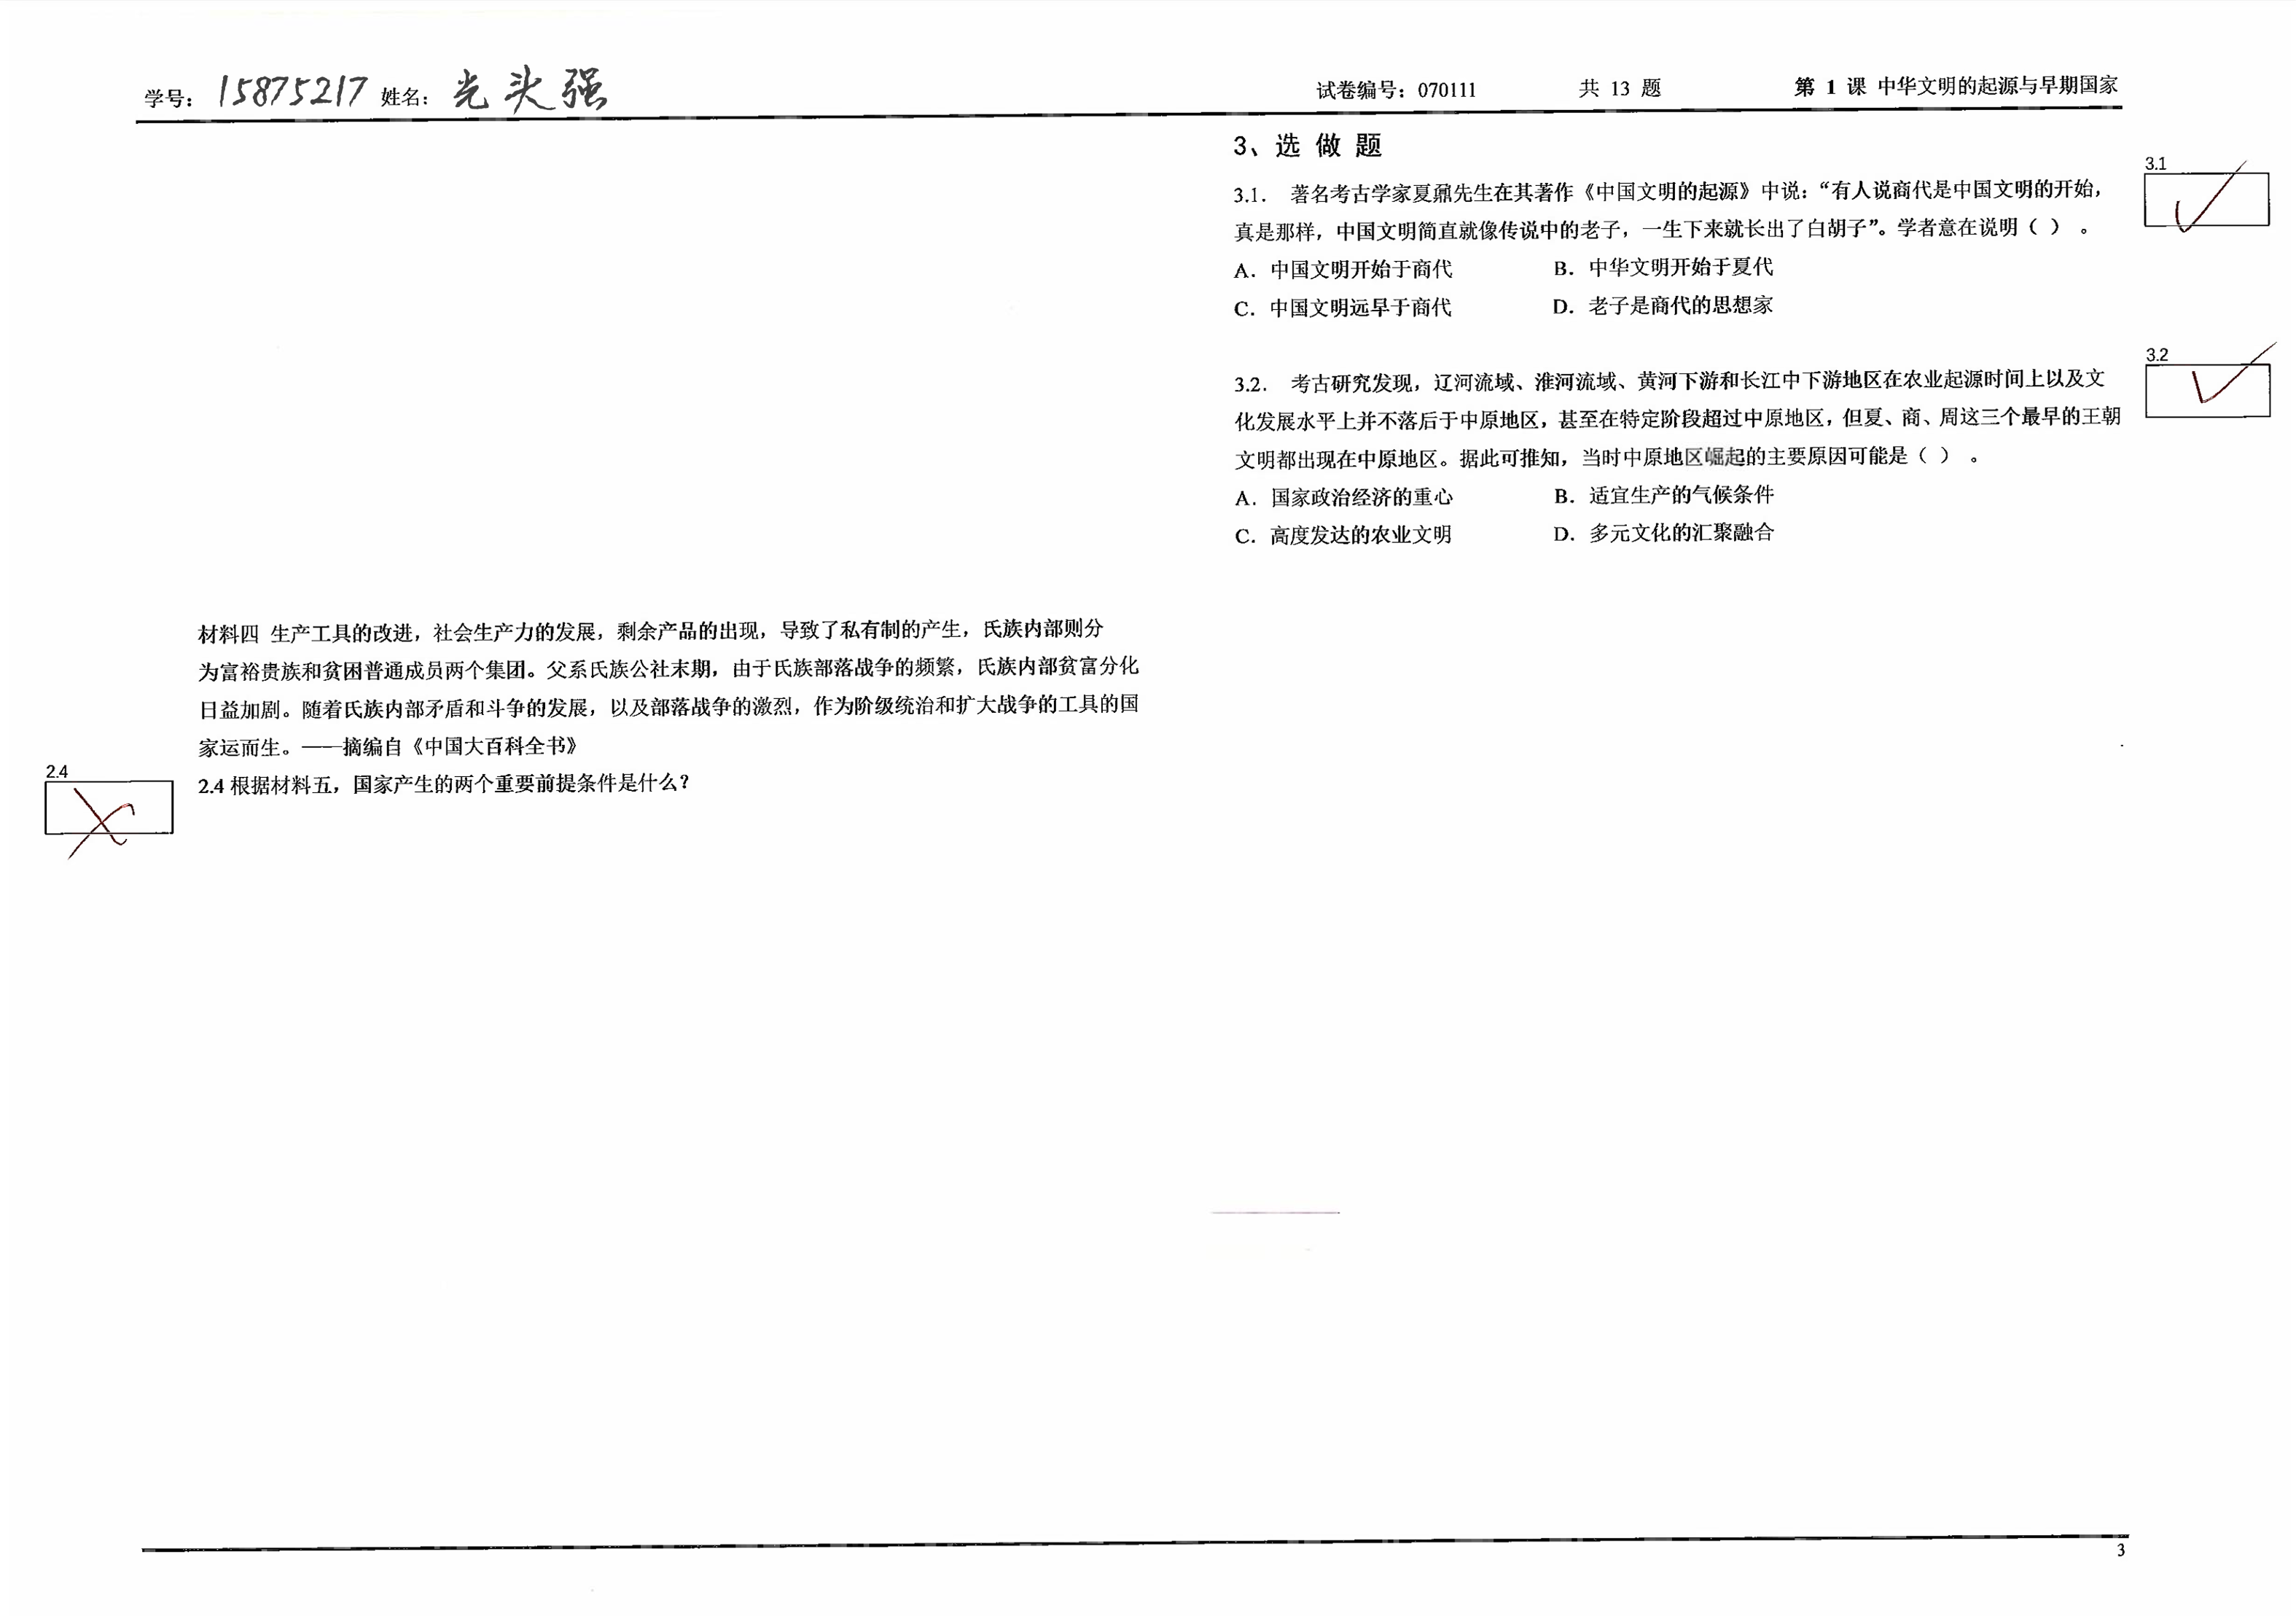 学号: 15875217 姓名: 光头强
试卷编号: 070111 共 13 题 第 1 课 中华文明的起源与早期国家
材料四 生产工具的改进，社会生产力的发展，剩余产品的出现，导致了私有制的产生，氏族内部则分
为富裕贵族和贫困普通成员两个集团。父系氏族公社末期，由于氏族部落战争的频繁，氏族内部贫富分化
日益加剧。随着氏族内部矛盾和斗争的发展，以及部落战争的激烈，作为阶级统治和扩大战争的工具的国
家运而生。——摘编自《中国大百科全书》
2.4
2.4 根据材料五，国家产生的两个重要前提条件是什么？
3、选 做 题
3.1
3.1. 著名考古学家夏鼐先生在其著作《中国文明的起源》中说：“有人说商代是中国文明的开始，
真是那样，中国文明简直就像传说中的老子，一生下来就长出了白胡子”。学者意在说明（ ） 。
A. 中国文明开始于商代 B. 中华文明开始于夏代
C. 中国文明远早于商代 D. 老子是商代的思想家
3.2
3.2. 考古研究发现，辽河流域、淮河流域、黄河下游和长江中下游地区在农业起源时间上以及文
化发展水平上并不落后于中原地区，甚至在特定阶段超过中原地区，但夏、商、周这三个最早的王朝
文明都出现在中原地区。据此可推知，当时中原地区崛起的主要原因可能是（ ） 。
A. 国家政治经济的重心 B. 适宜生产的气候条件
C. 高度发达的农业文明 D. 多元文化的汇聚融合
3